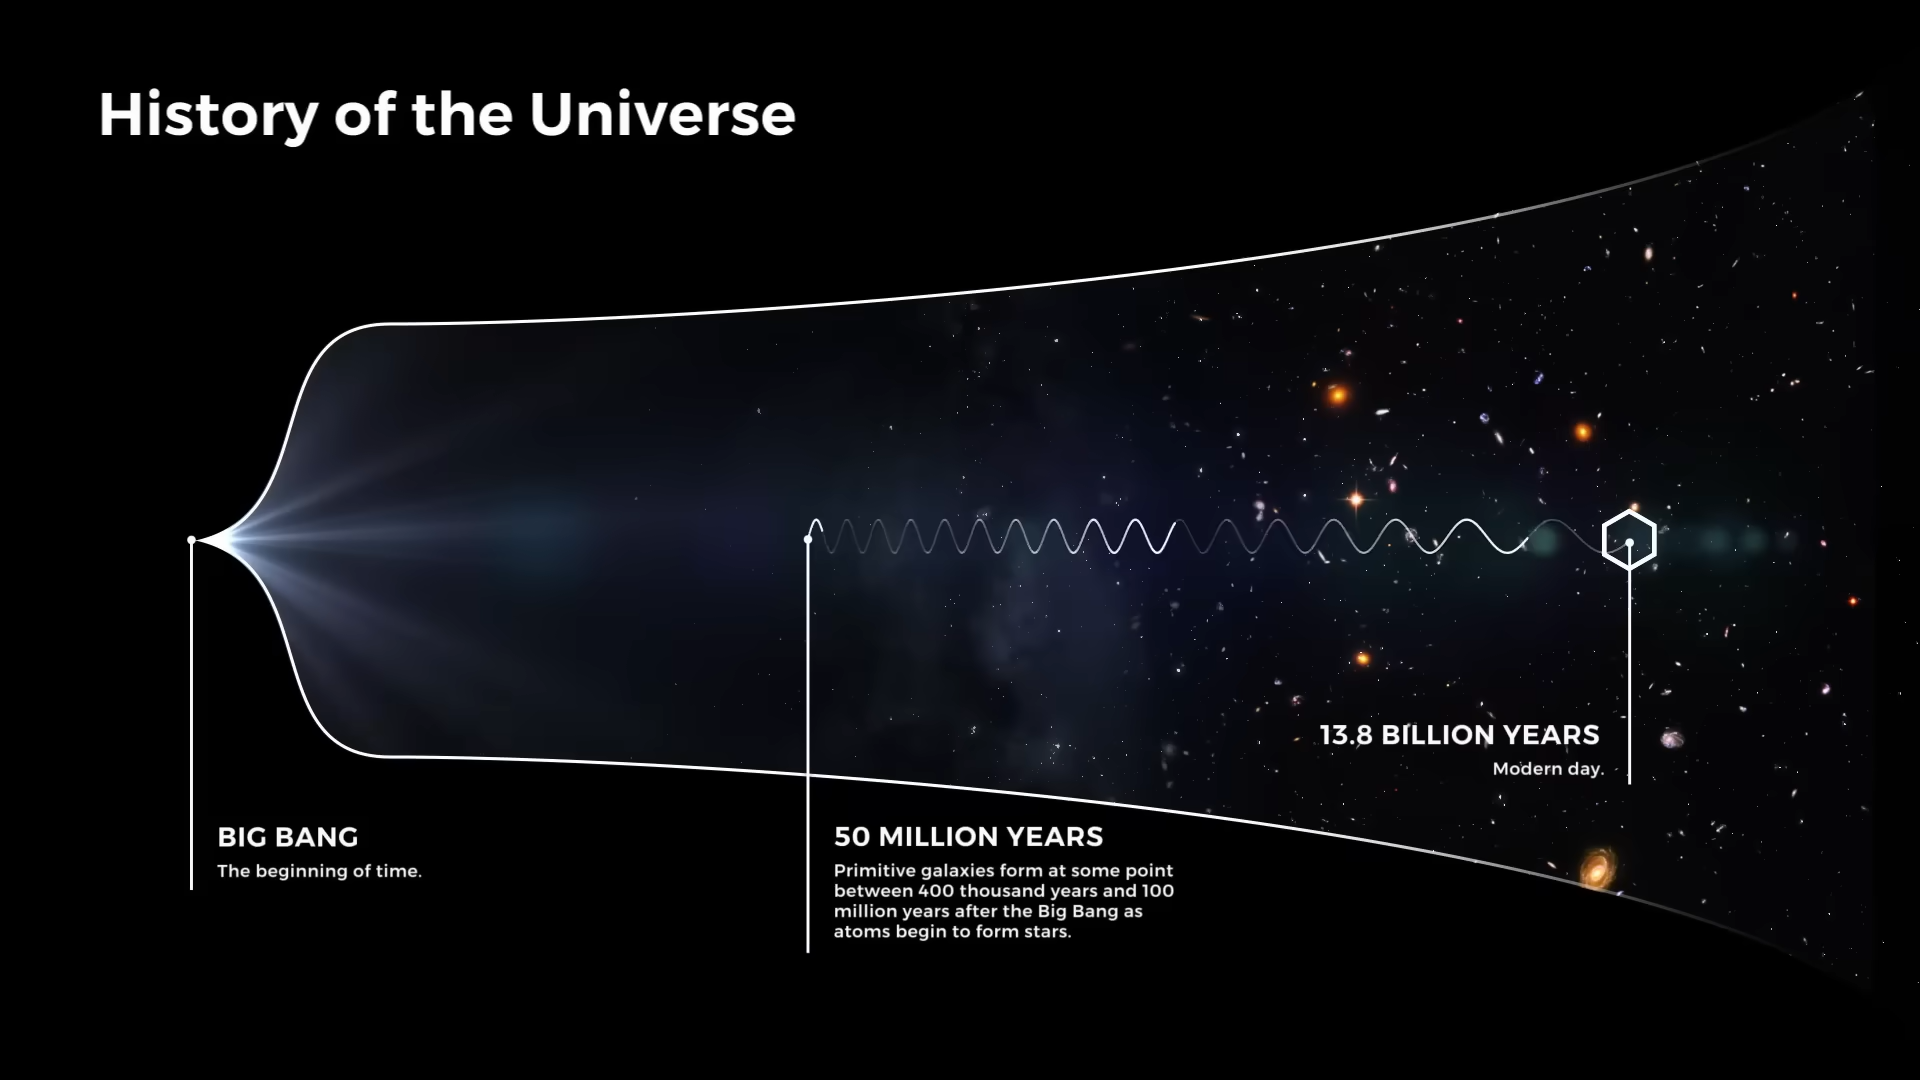 History of the Universe
BIG BANG
The beginning of time.
50 MILLION YEARS
Primitive galaxies form at some point
between 400 thousand years and 100
million years after the Big Bang as
atoms begin to form stars.
13.8 BILLION YEARS
Modern day.